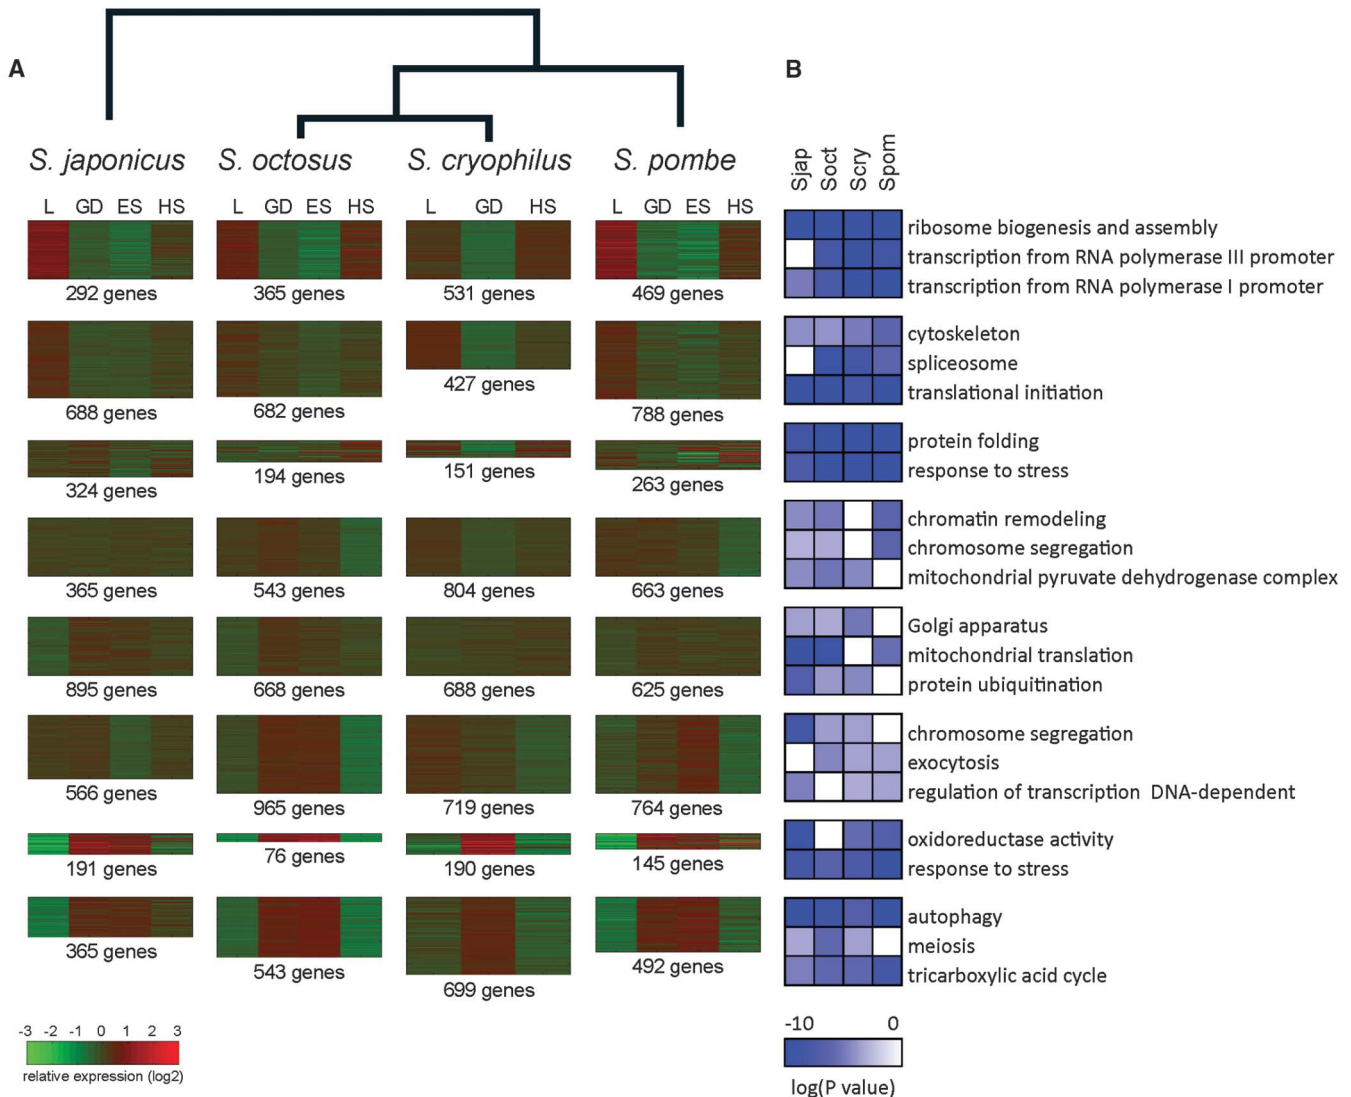 A
B
S. japonicus S. octosus S. cryophilus S. pombe
Sjap Soct Scry Spom
L GD ES HS L GD ES HS L GD HS L GD ES HS
292 genes 365 genes 531 genes 469 genes
ribosome biogenesis and assembly
transcription from RNA polymerase III promoter
transcription from RNA polymerase I promoter
688 genes 682 genes 427 genes 788 genes
cytoskeleton
spliceosome
translational initiation
324 genes 194 genes 151 genes 263 genes
protein folding
response to stress
365 genes 543 genes 804 genes 663 genes
chromatin remodeling
chromosome segregation
mitochondrial pyruvate dehydrogenase complex
895 genes 668 genes 688 genes 625 genes
Golgi apparatus
mitochondrial translation
protein ubiquitination
566 genes 965 genes 719 genes 764 genes
chromosome segregation
exocytosis
regulation of transcription DNA-dependent
191 genes 76 genes 190 genes 145 genes
oxidoreductase activity
response to stress
365 genes 543 genes 699 genes 492 genes
autophagy
meiosis
tricarboxylic acid cycle
-3 -2 -1 0 1 2 3
relative expression (log2)
-10 0
log(P value)